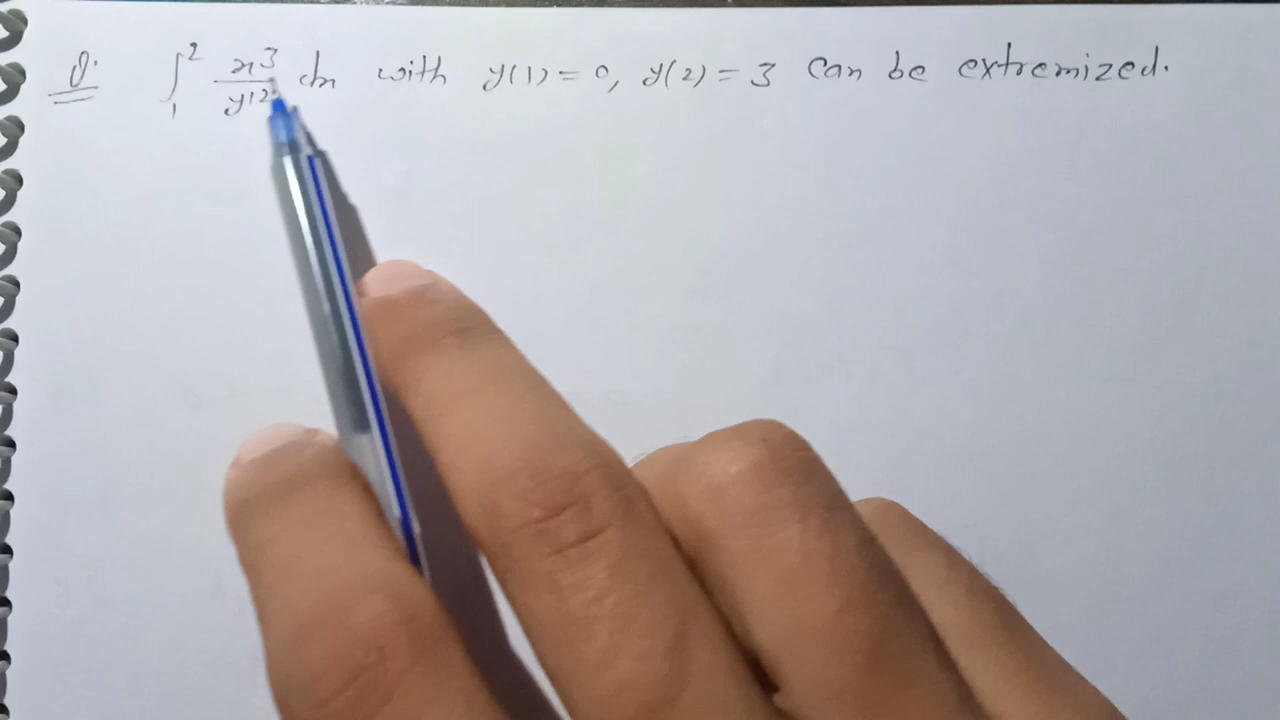 Q. ∫₁² x³/y'² dx with y(1) = 0, y(2) = 3 can be extremized.